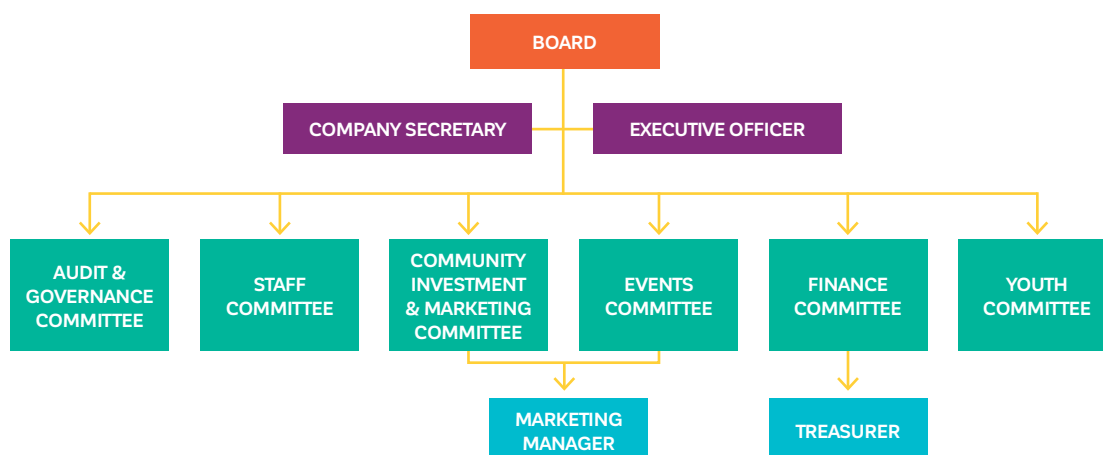 BOARD
COMPANY SECRETARY
EXECUTIVE OFFICER
AUDIT &
GOVERNANCE
COMMITTEE
STAFF
COMMITTEE
COMMUNITY
INVESTMENT
& MARKETING
COMMITTEE
EVENTS
COMMITTEE
FINANCE
COMMITTEE
YOUTH
COMMITTEE
MARKETING
MANAGER
TREASURER